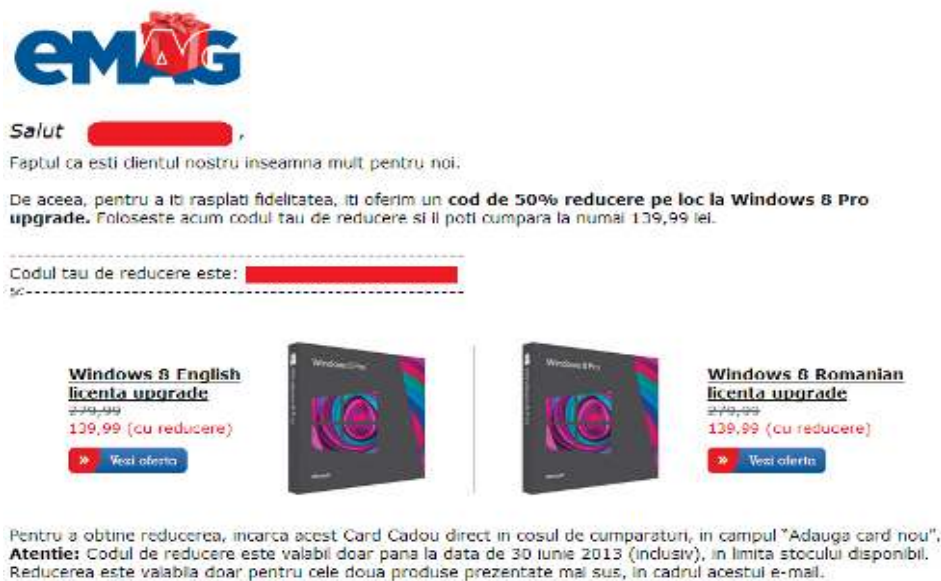 eMAG
Salut ,
Faptul ca esti clientul nostru inseamna mult pentru noi.
De aceea, pentru a iti rasplati fidelitatea, iti oferim un cod de 50% reducere pe loc la Windows 8 Pro
upgrade. Foloseste acum codul tau de reducere si il poti cumpara la numai 139,99 lei.
Codul tau de reducere este:
Windows 8 English
licenta upgrade
279,99
139,99 (cu reducere)
» Vezi oferta
Windows 8 Pro
Windows 8 Pro
Windows 8 Romanian
licenta upgrade
279,99
139,99 (cu reducere)
» Vezi oferta
Pentru a obtine reducerea, incarca acest Card Cadou direct in cosul de cumparaturi, in campul "Adauga card nou",
Atentie: Codul de reducere este valabil doar pana la data de 30 iunie 2013 (inclusiv), in limita stocului disponibil.
Reducerea este valabila doar pentru cele doua produse prezentate mai sus, in cadrul acestui e-mail.